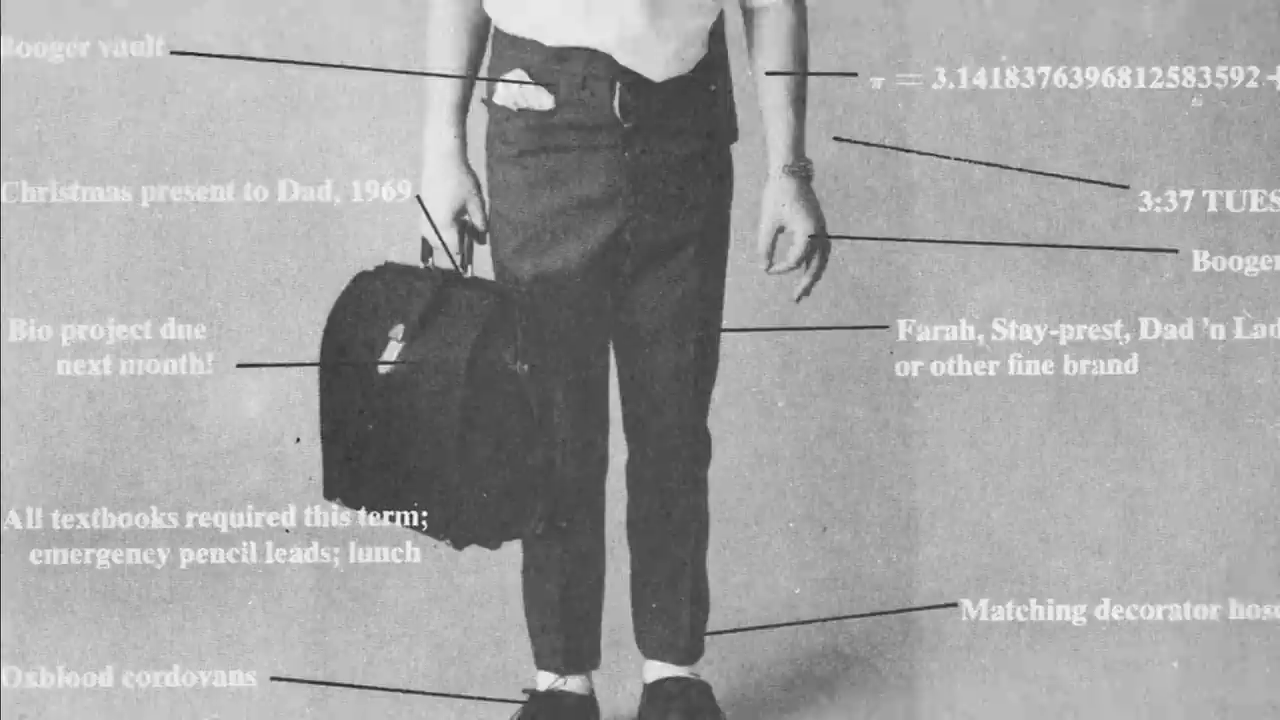 Booger vault
π = 3.1418376396812583592 +
Christmas present to Dad, 1969
3:37 TUES
Booger
Bio project due
next month!
Farah, Stay-prest, Dad 'n Lad
or other fine brand
All textbooks required this term;
emergency pencil leads; lunch
Matching decorator hose
Oxblood cordovans